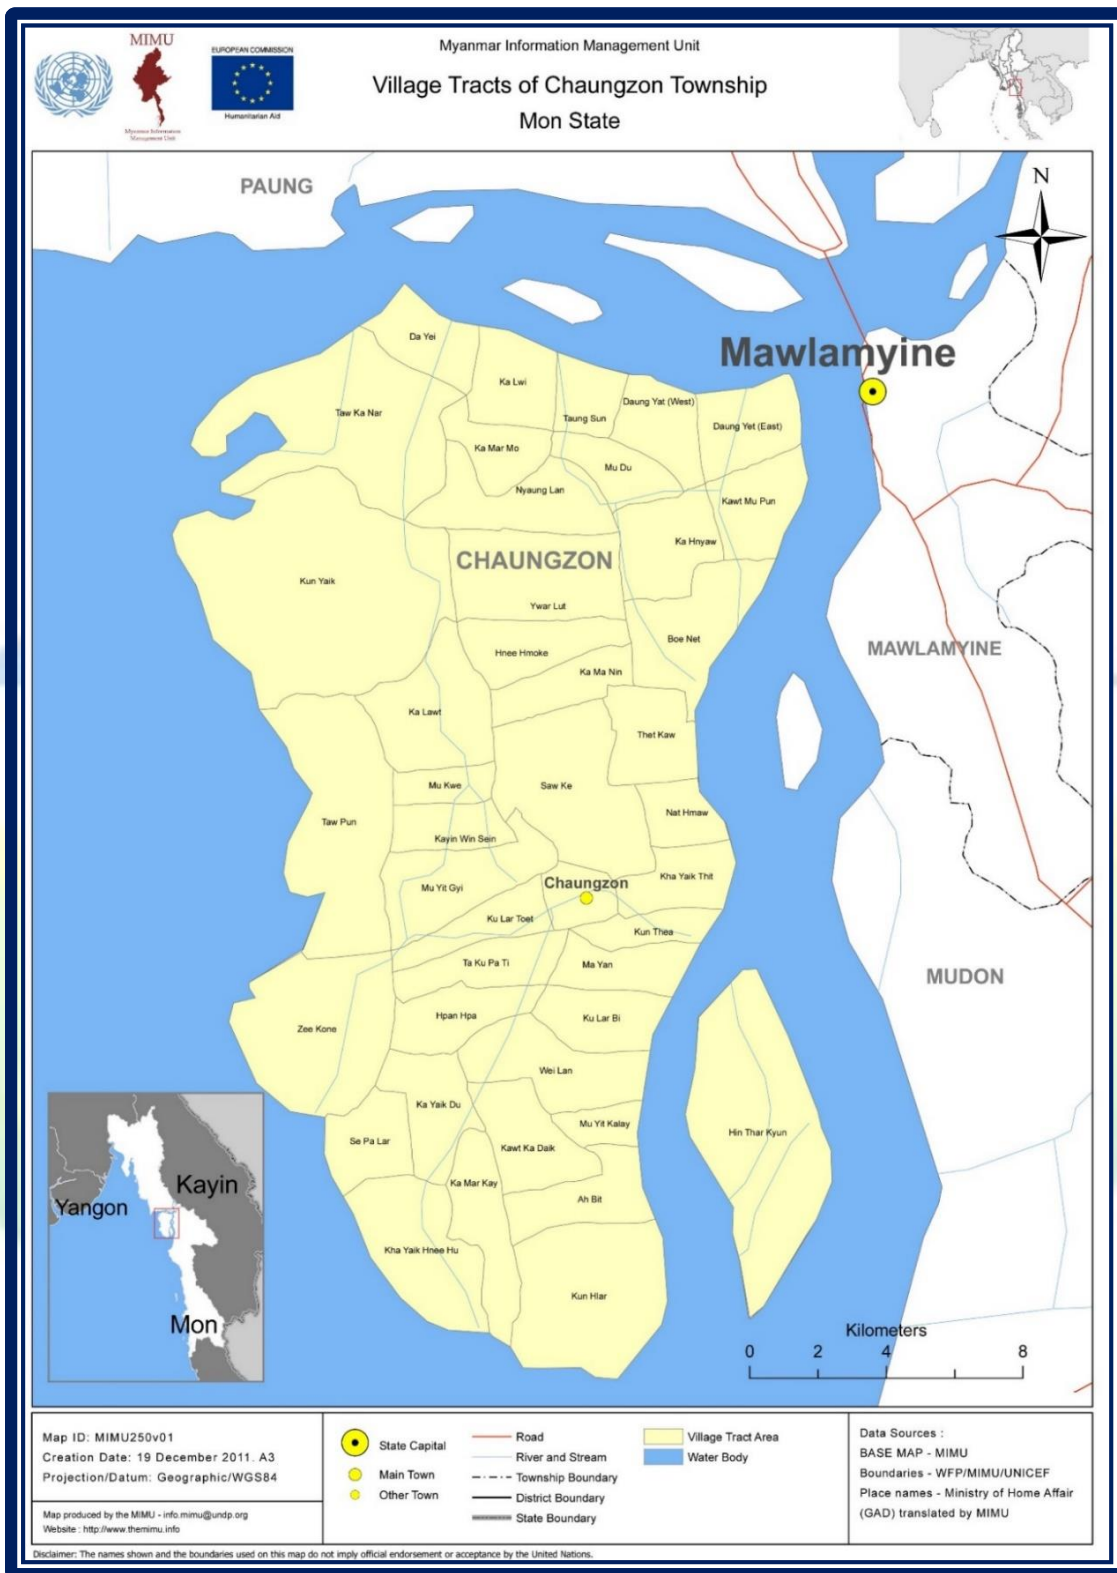 MIMU
Myanmar Information
Management Unit
EUROPEAN COMMISSION
Humanitarian Aid
Myanmar Information Management Unit
Village Tracts of Chaungzon Township
Mon State
PAUNG
N
Mawlamyine
Da Yei
Ka Lwi
Taw Ka Nar
Taung Sun
Daung Yat (West)
Daung Yet (East)
Ka Mar Mo
Mu Du
Nyaung Lan
Kawt Mu Pun
Ka Hnyaw
CHAUNGZON
Kun Yaik
Ywar Lut
Boe Net
MAWLAMYINE
Hnee Hmoke
Ka Ma Nin
Ka Lawt
Thet Kaw
Mu Kwe
Saw Ke
Taw Pun
Nat Hmaw
Kayin Win Sein
Mu Yit Gyi
Chaungzon
Kha Yaik Thit
Ku Lar Toet
Kun Thea
Ta Ku Pa Ti
Ma Yan
MUDON
Zee Kone
Hpan Hpa
Ku Lar Bi
Wei Lan
Ka Yaik Du
Mu Yit Kalay
Hin Thar Kyun
Se Pa Lar
Kawt Ka Daik
Ka Mar Kay
Ah Bit
Kha Yaik Hnee Hu
Kun Hlar
Kayin
Yangon
Mon
Kilometers
0 2 4 8
Map ID: MIMU250v01
Creation Date: 19 December 2011. A3
Projection/Datum: Geographic/WGS84
Map produced by the MIMU - info.mimu@undp.org
Website : http://www.themimu.info
State Capital
Main Town
Other Town
Road
River and Stream
Township Boundary
District Boundary
State Boundary
Village Tract Area
Water Body
Data Sources :
BASE MAP - MIMU
Boundaries - WFP/MIMU/UNICEF
Place names - Ministry of Home Affair
(GAD) translated by MIMU
Disclaimer: The names shown and the boundaries used on this map do not imply official endorsement or acceptance by the United Nations.